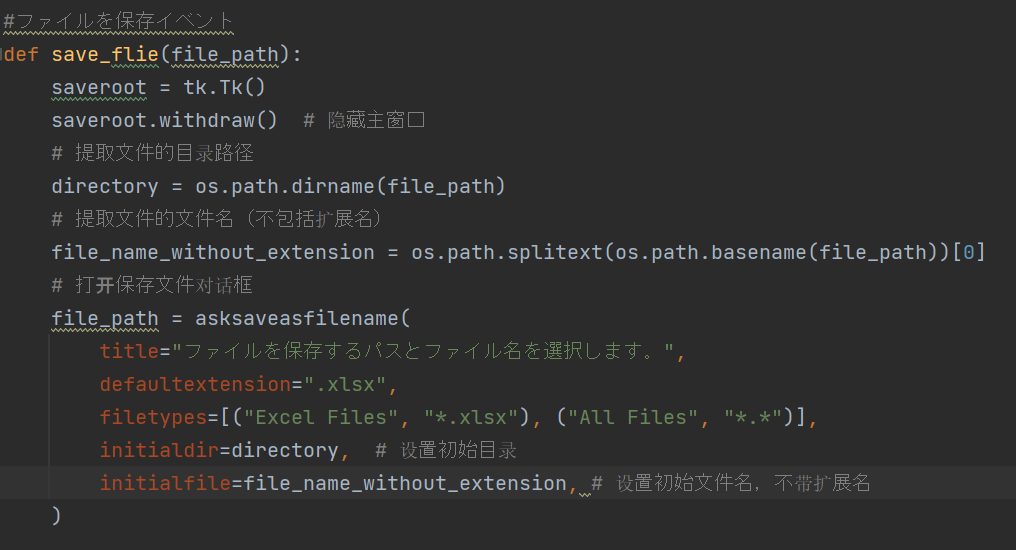 #ファイルを保存イベント
def save_flie(file_path):
    saveroot = tk.Tk()
    saveroot.withdraw()  # 隐藏主窗口
    # 提取文件的目录路径
    directory = os.path.dirname(file_path)
    # 提取文件的文件名（不包括扩展名）
    file_name_without_extension = os.path.splitext(os.path.basename(file_path))[0]
    # 打开保存文件对话框
    file_path = asksaveasfilename(
        title="ファイルを保存するパスとファイル名を選択します。",
        defaultextension=".xlsx",
        filetypes=[("Excel Files", "*.xlsx"), ("All Files", "*.*")],
        initialdir=directory,  # 设置初始目录
        initialfile=file_name_without_extension, # 设置初始文件名，不带扩展名
    )